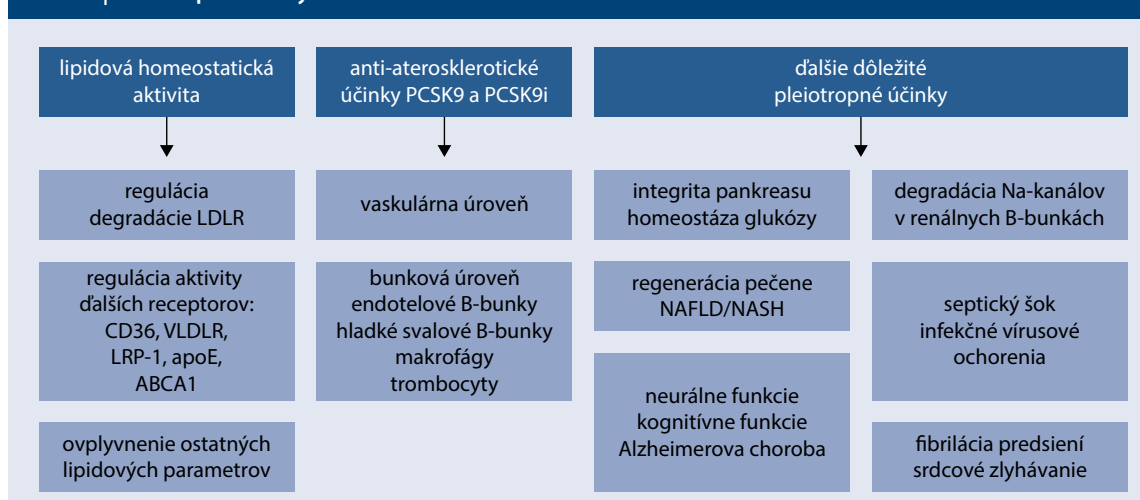 lipidová homeostatická
aktivita
regulácia
degradácie LDLR
regulácia aktivity
ďalších receptorov:
CD36, VLDLR,
LRP-1, apoE,
ABCA1
ovplyvnenie ostatných
lipidových parametrov
anti-aterosklerotické
účinky PCSK9 a PCSK9i
vaskulárna úroveň
bunková úroveň
endotelové B-bunky
hladké svalové B-bunky
makrofágy
trombocyty
ďalšie dôležité
pleiotropné účinky
integrita pankreasu
homeostáza glukózy
regenerácia pečene
NAFLD/NASH
neurálne funkcie
kognitívne funkcie
Alzheimerova choroba
degradácia Na-kanálov
v renálnych B-bunkách
septický šok
infekčné vírusové
ochorenia
fibrilácia predsiení
srdcové zlyhávanie